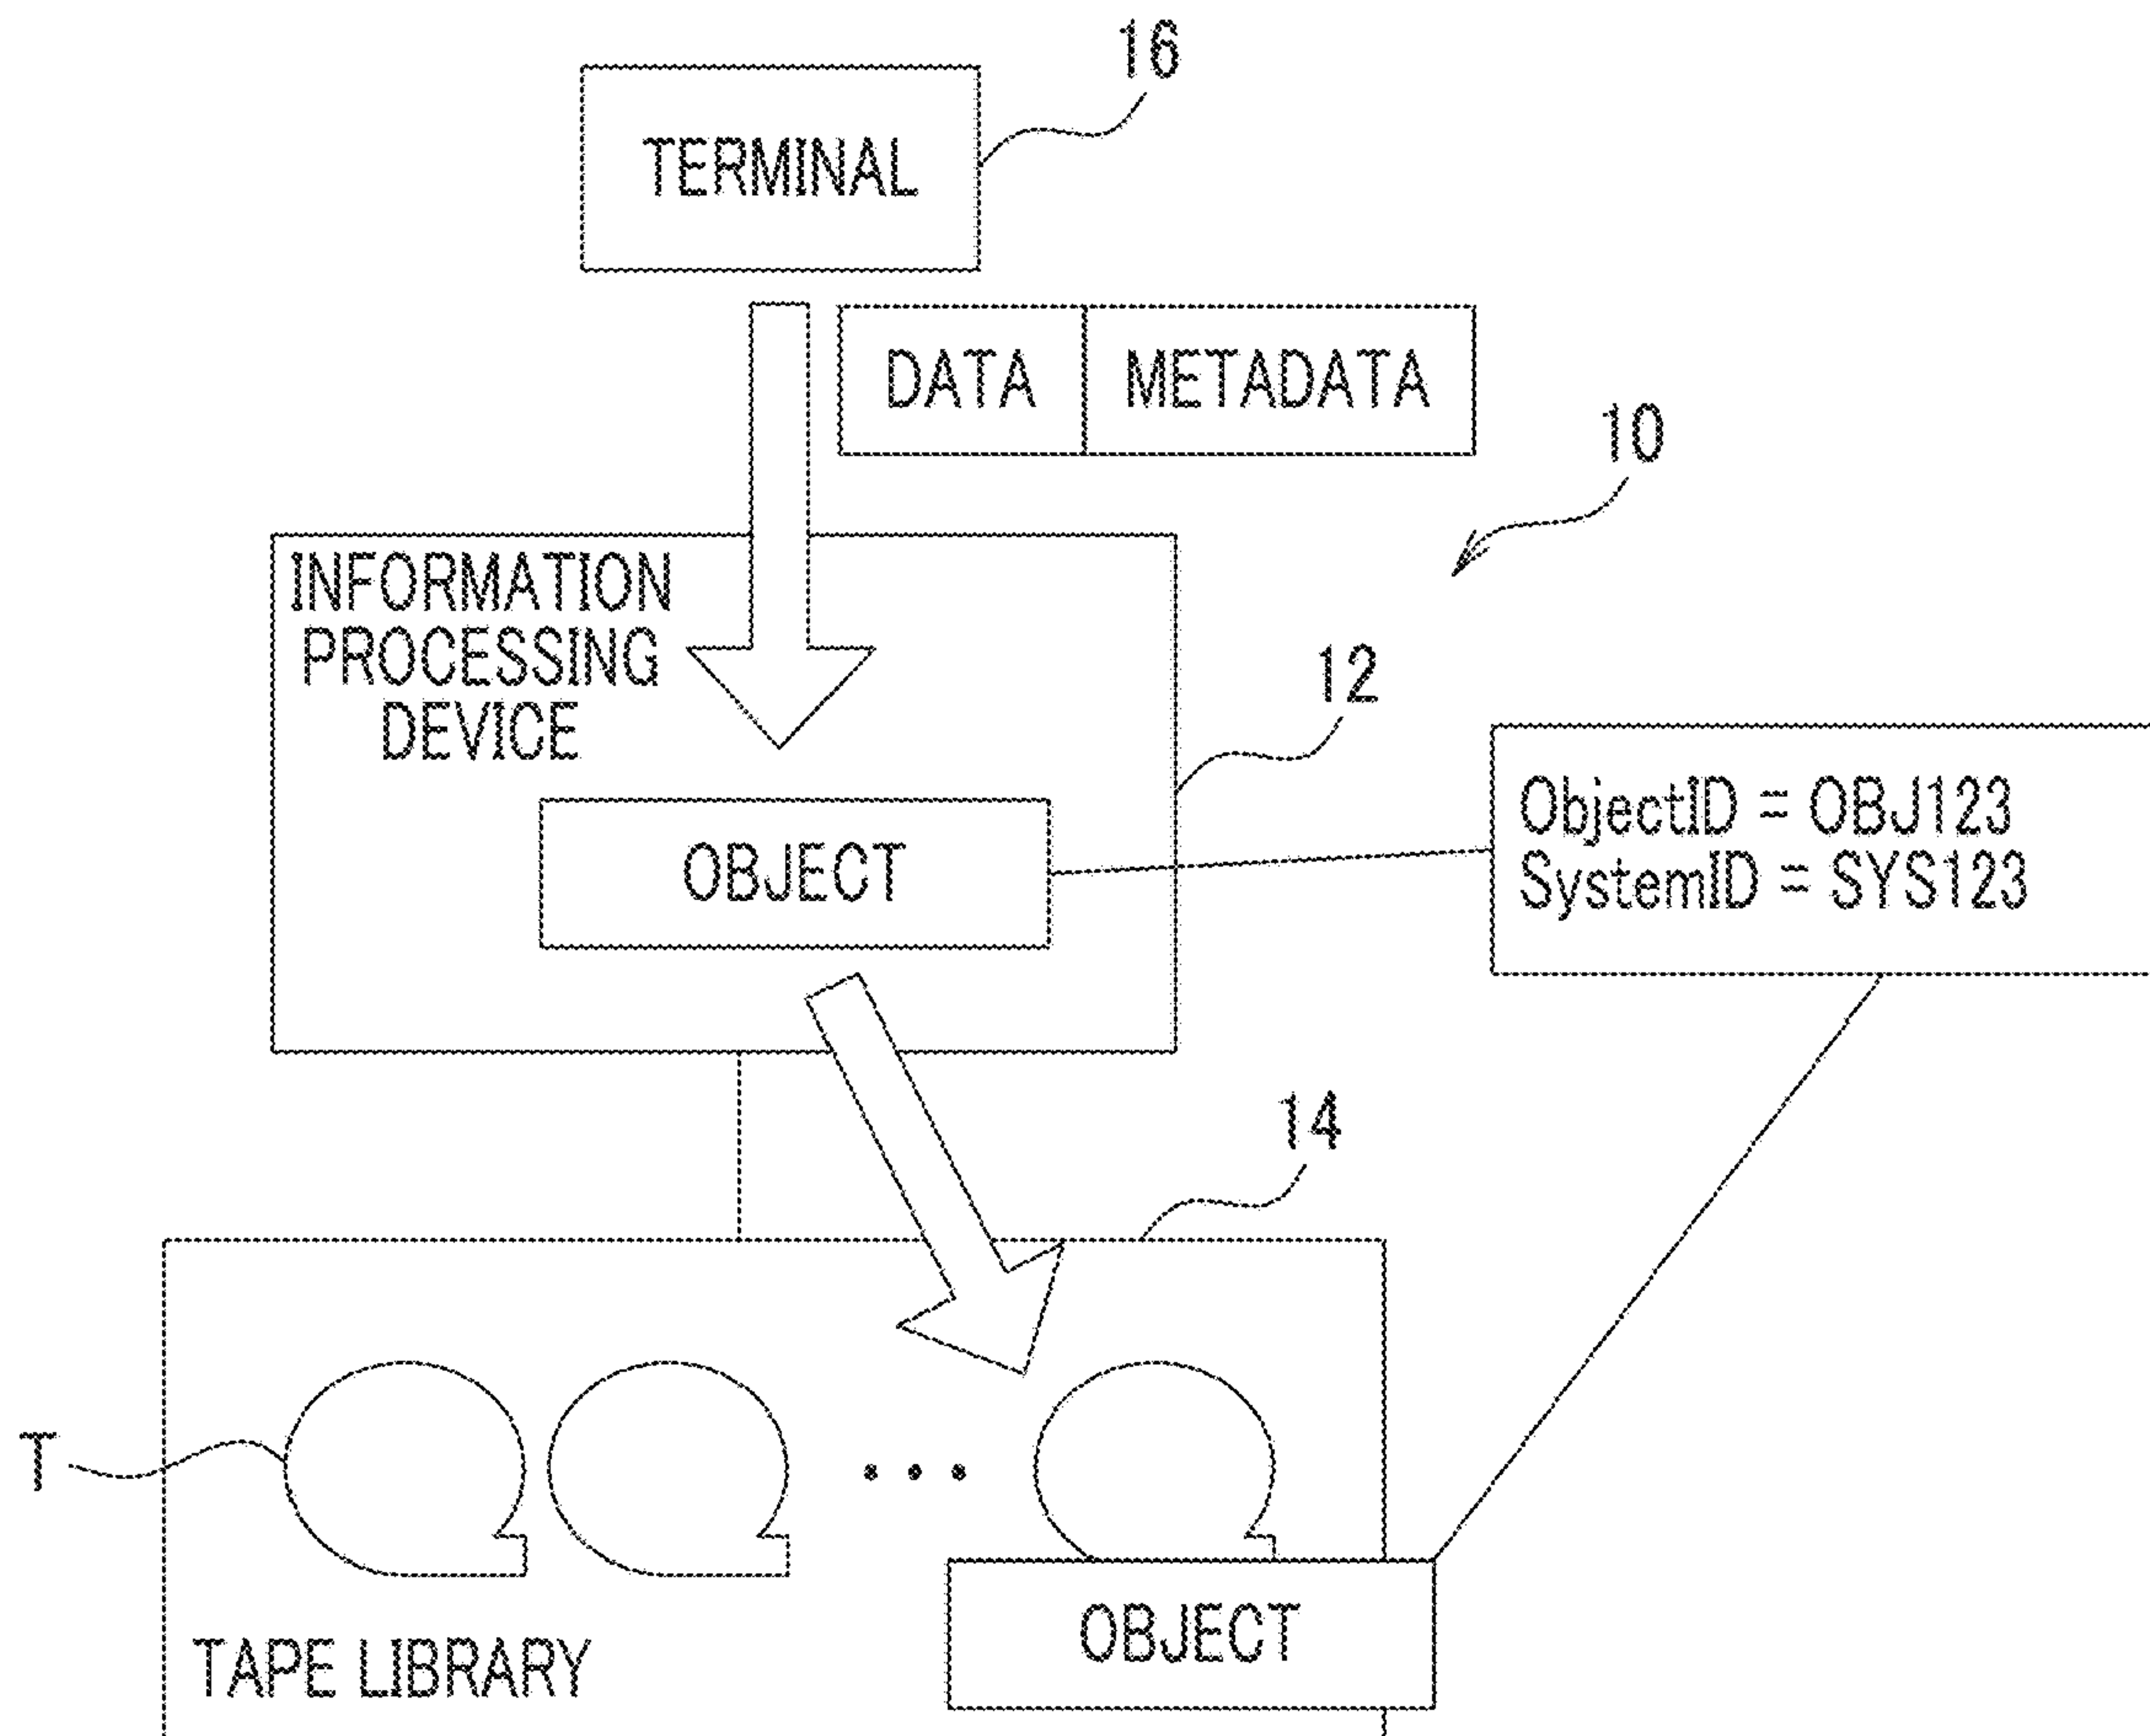 16
TERMINAL
DATA METADATA
10
INFORMATION
PROCESSING
DEVICE
12
ObjectID = OBJ123
SystemID = SYS123
OBJECT
14
T
OBJECT
TAPE LIBRARY